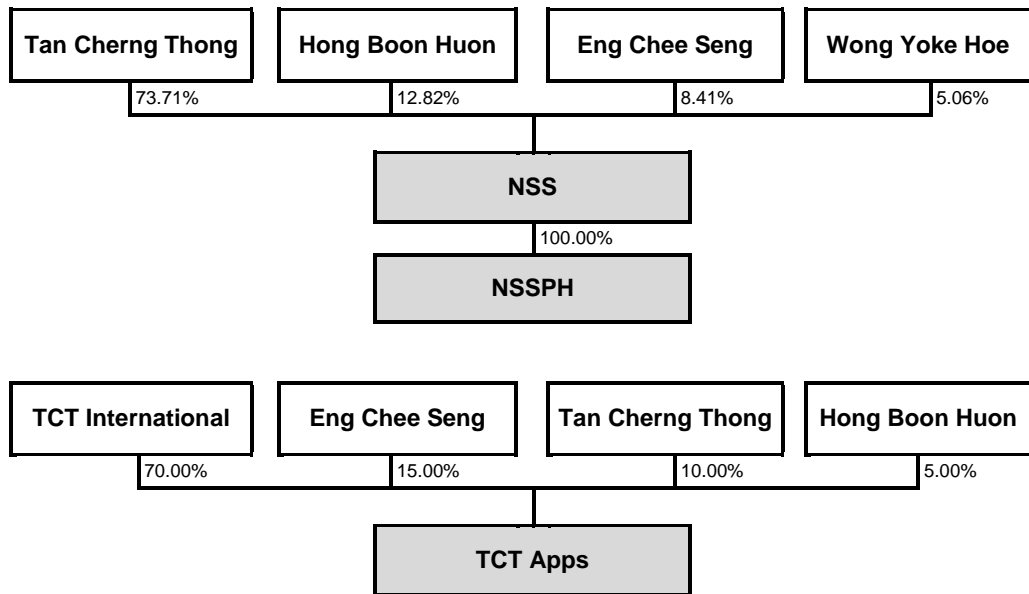 Tan Cherng Thong Hong Boon Huon Eng Chee Seng Wong Yoke Hoe
73.71% 12.82% 8.41% 5.06%
NSS
100.00%
NSSPH
TCT International Eng Chee Seng Tan Cherng Thong Hong Boon Huon
70.00% 15.00% 10.00% 5.00%
TCT Apps